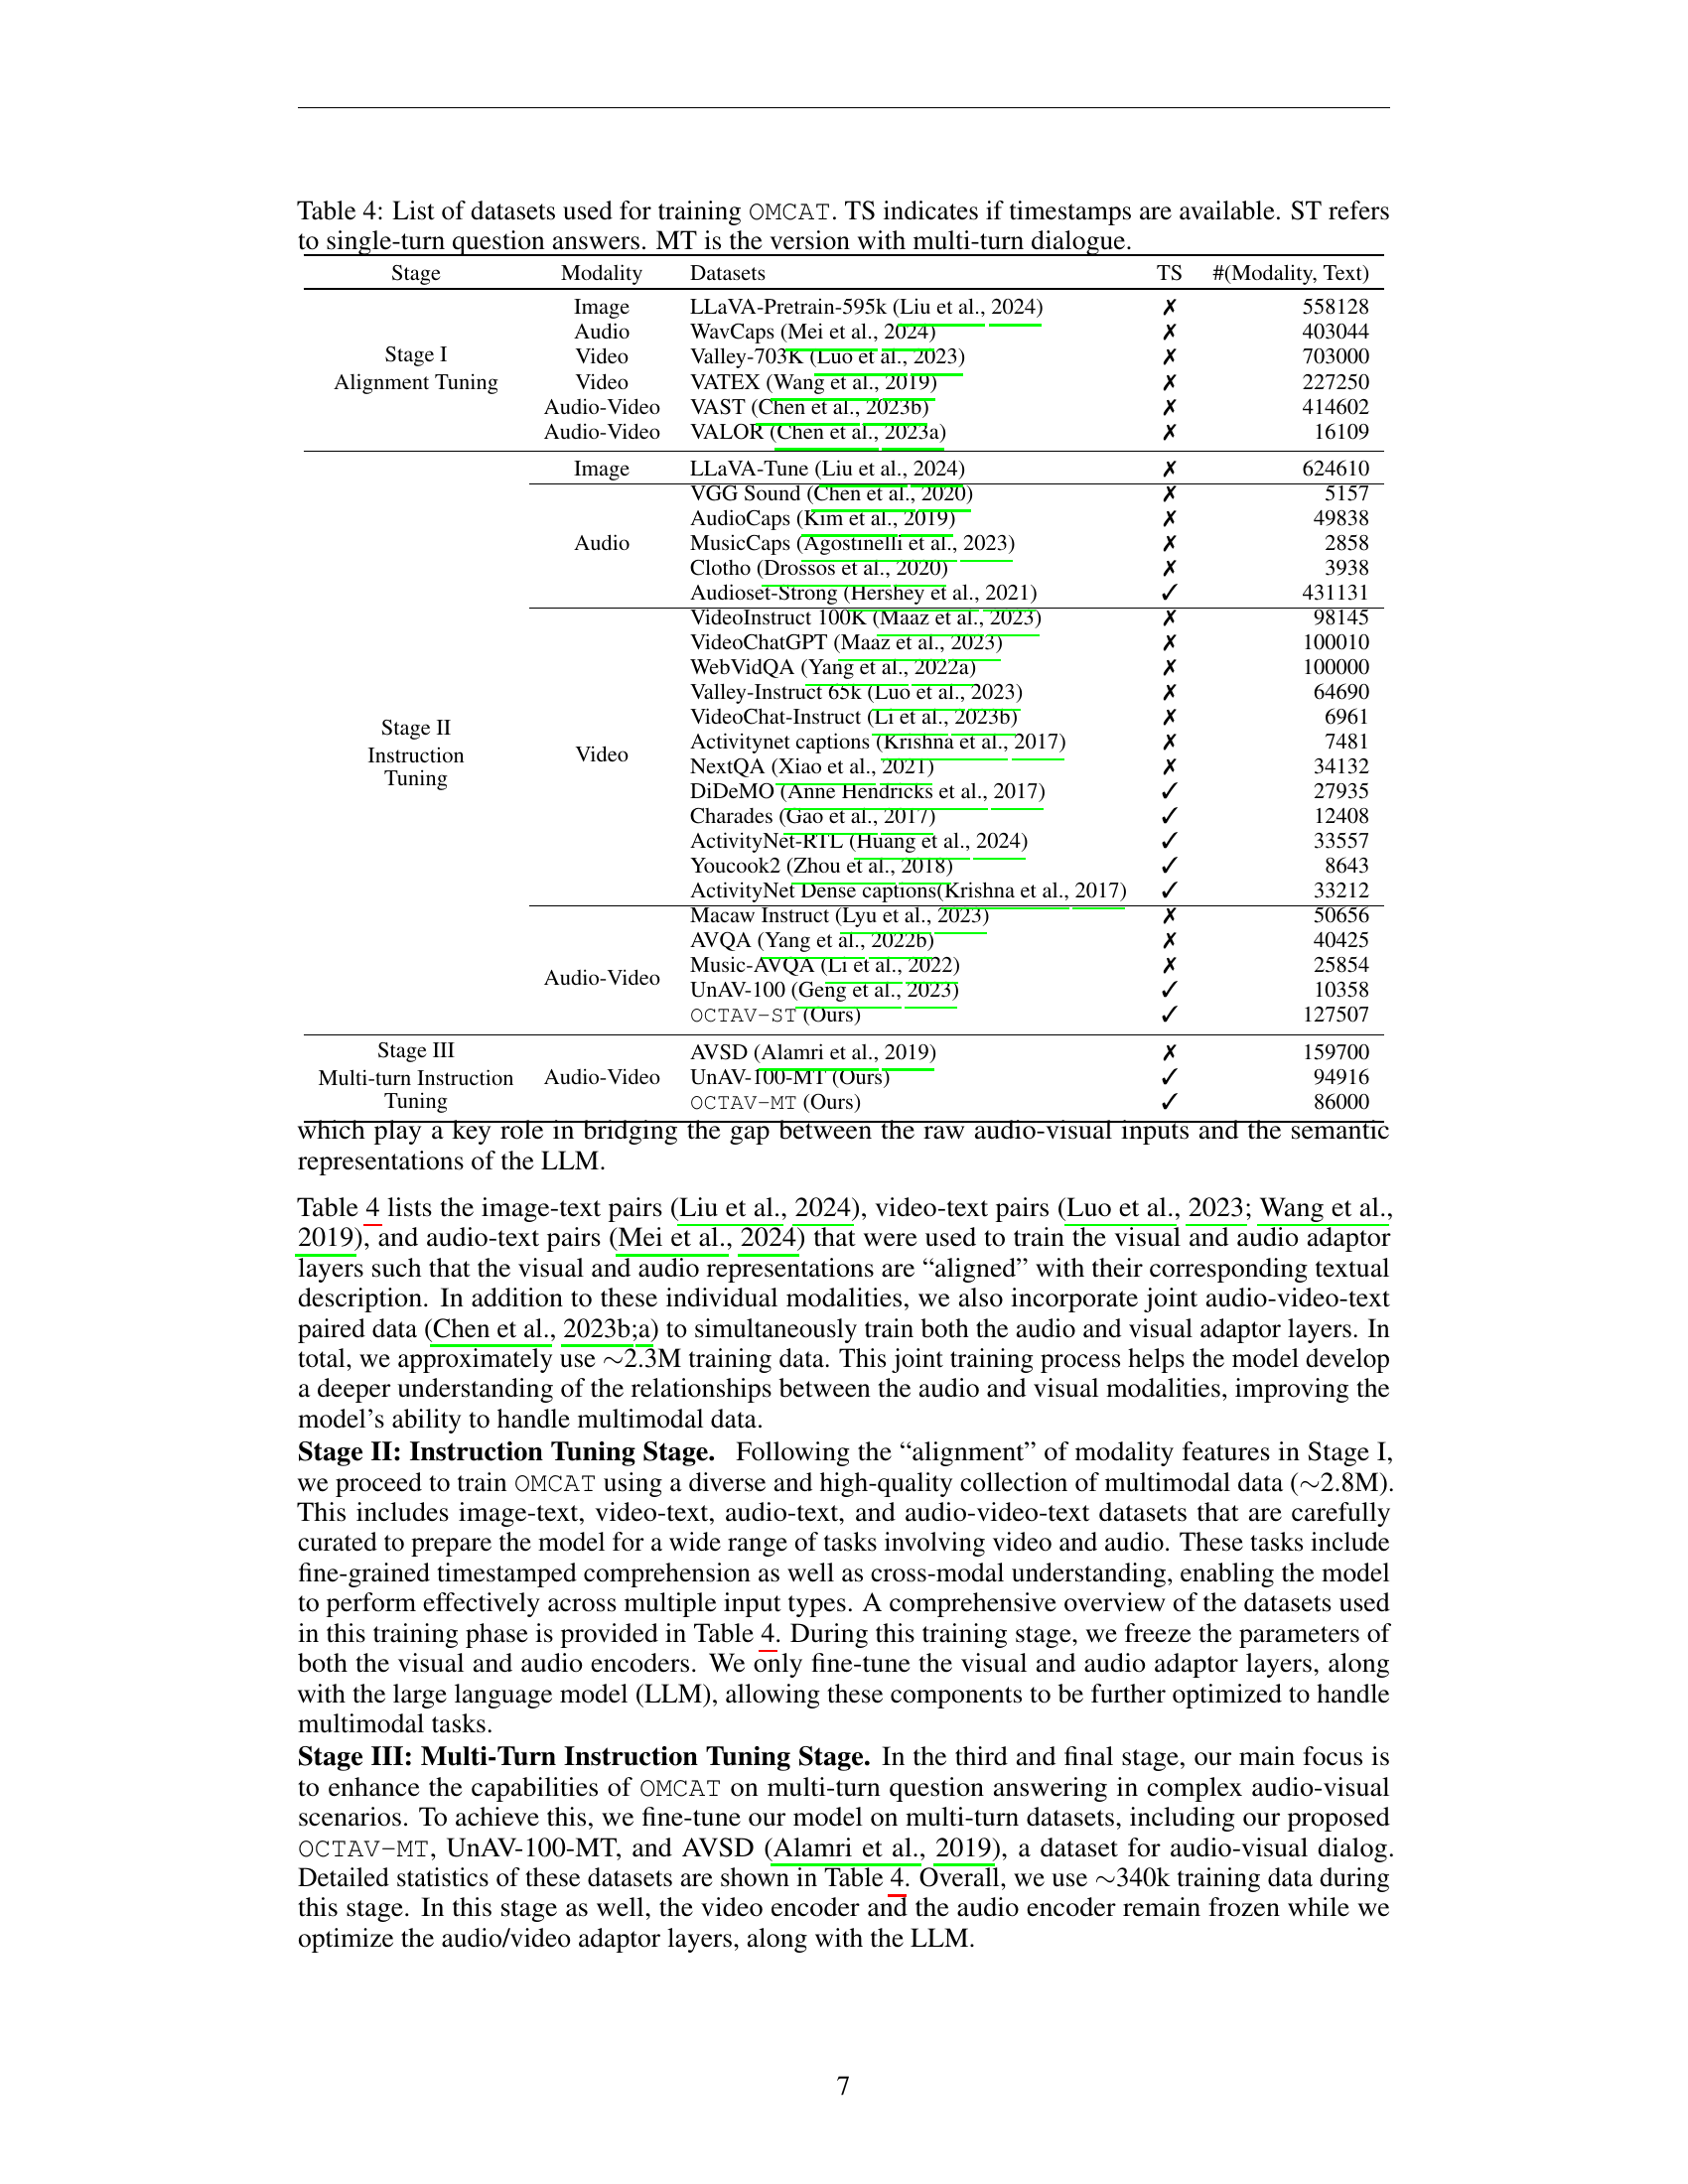 Table 4: List of datasets used for training OMCAT. TS indicates if timestamps are available. ST refers
to single-turn question answers. MT is the version with multi-turn dialogue.
Stage Modality Datasets TS #(Modality, Text)
Image LLaVA-Pretrain-595k (Liu et al., 2024) ✗ 558128
Audio WavCaps (Mei et al., 2024) ✗ 403044
Stage I Video Valley-703K (Luo et al., 2023) ✗ 703000
Alignment Tuning Video VATEX (Wang et al., 2019) ✗ 227250
Audio-Video VAST (Chen et al., 2023b) ✗ 414602
Audio-Video VALOR (Chen et al., 2023a) ✗ 16109
Image LLaVA-Tune (Liu et al., 2024) ✗ 624610
VGG Sound (Chen et al., 2020) ✗ 5157
AudioCaps (Kim et al., 2019) ✗ 49838
Audio MusicCaps (Agostinelli et al., 2023) ✗ 2858
Clotho (Drossos et al., 2020) ✗ 3938
Audioset-Strong (Hershey et al., 2021) ✓ 431131
VideoInstruct 100K (Maaz et al., 2023) ✗ 98145
VideoChatGPT (Maaz et al., 2023) ✗ 100010
WebVidQA (Yang et al., 2022a) ✗ 100000
Valley-Instruct 65k (Luo et al., 2023) ✗ 64690
VideoChat-Instruct (Li et al., 2023b) ✗ 6961
Stage II
Activitynet captions (Krishna et al., 2017) ✗ 7481
Instruction Video
NextQA (Xiao et al., 2021) ✗ 34132
Tuning
DiDeMO (Anne Hendricks et al., 2017) ✓ 27935
Charades (Gao et al., 2017) ✓ 12408
ActivityNet-RTL (Huang et al., 2024) ✓ 33557
Youcook2 (Zhou et al., 2018) ✓ 8643
ActivityNet Dense captions(Krishna et al., 2017) ✓ 33212
Macaw Instruct (Lyu et al., 2023) ✗ 50656
AVQA (Yang et al., 2022b) ✗ 40425
Music-AVQA (Li et al., 2022) ✗ 25854
Audio-Video
UnAV-100 (Geng et al., 2023) ✓ 10358
OCTAV-ST (Ours) ✓ 127507
Stage III AVSD (Alamri et al., 2019) ✗ 159700
Multi-turn Instruction Audio-Video UnAV-100-MT (Ours) ✓ 94916
Tuning OCTAV-MT (Ours) ✓ 86000
which play a key role in bridging the gap between the raw audio-visual inputs and the semantic
representations of the LLM.
Table 4 lists the image-text pairs (Liu et al., 2024), video-text pairs (Luo et al., 2023; Wang et al.,
2019), and audio-text pairs (Mei et al., 2024) that were used to train the visual and audio adaptor
layers such that the visual and audio representations are “aligned” with their corresponding textual
description. In addition to these individual modalities, we also incorporate joint audio-video-text
paired data (Chen et al., 2023b;a) to simultaneously train both the audio and visual adaptor layers. In
total, we approximately use ∼2.3M training data. This joint training process helps the model develop
a deeper understanding of the relationships between the audio and visual modalities, improving the
model’s ability to handle multimodal data.
Stage II: Instruction Tuning Stage. Following the “alignment” of modality features in Stage I,
we proceed to train OMCAT using a diverse and high-quality collection of multimodal data (∼2.8M).
This includes image-text, video-text, audio-text, and audio-video-text datasets that are carefully
curated to prepare the model for a wide range of tasks involving video and audio. These tasks include
fine-grained timestamped comprehension as well as cross-modal understanding, enabling the model
to perform effectively across multiple input types. A comprehensive overview of the datasets used
in this training phase is provided in Table 4. During this training stage, we freeze the parameters of
both the visual and audio encoders. We only fine-tune the visual and audio adaptor layers, along
with the large language model (LLM), allowing these components to be further optimized to handle
multimodal tasks.
Stage III: Multi-Turn Instruction Tuning Stage. In the third and final stage, our main focus is
to enhance the capabilities of OMCAT on multi-turn question answering in complex audio-visual
scenarios. To achieve this, we fine-tune our model on multi-turn datasets, including our proposed
OCTAV-MT, UnAV-100-MT, and AVSD (Alamri et al., 2019), a dataset for audio-visual dialog.
Detailed statistics of these datasets are shown in Table 4. Overall, we use ∼340k training data during
this stage. In this stage as well, the video encoder and the audio encoder remain frozen while we
optimize the audio/video adaptor layers, along with the LLM.
7